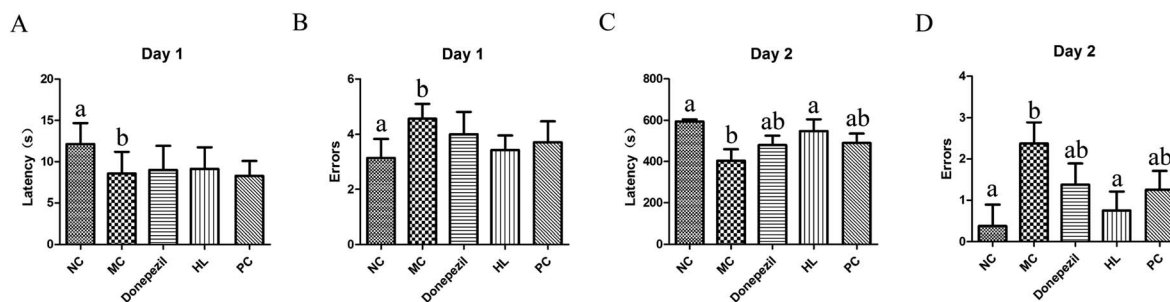 A
Day 1
Latency (s)
20
15
10
5
0
a
b
NC
MC
Donepezil
HL
PC
B
Day 1
Errors
6
4
2
0
a
b
NC
MC
Donepezil
HL
PC
C
Day 2
Latency (s)
800
600
400
200
0
a
b
ab
a
ab
NC
MC
Donepezil
HL
PC
D
Day 2
Errors
4
3
2
1
0
a
b
ab
a
ab
NC
MC
Donepezil
HL
PC